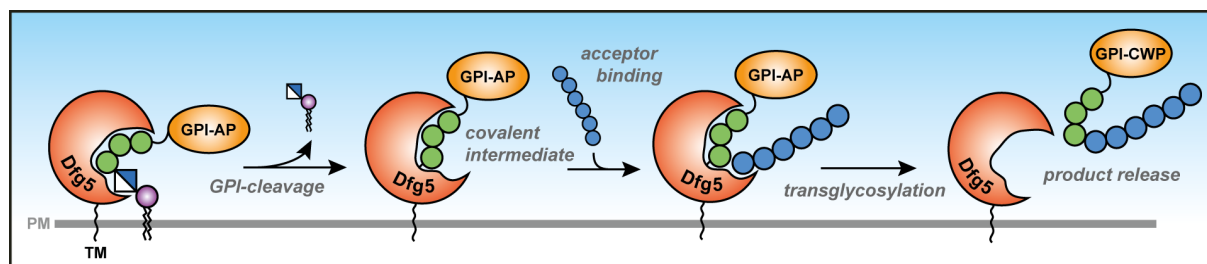 GPI-AP
Dfg5
PM
TM
GPI-cleavage
GPI-AP
Dfg5
covalent
intermediate
acceptor
binding
GPI-AP
Dfg5
transglycosylation
Dfg5
GPI-CWP
product release